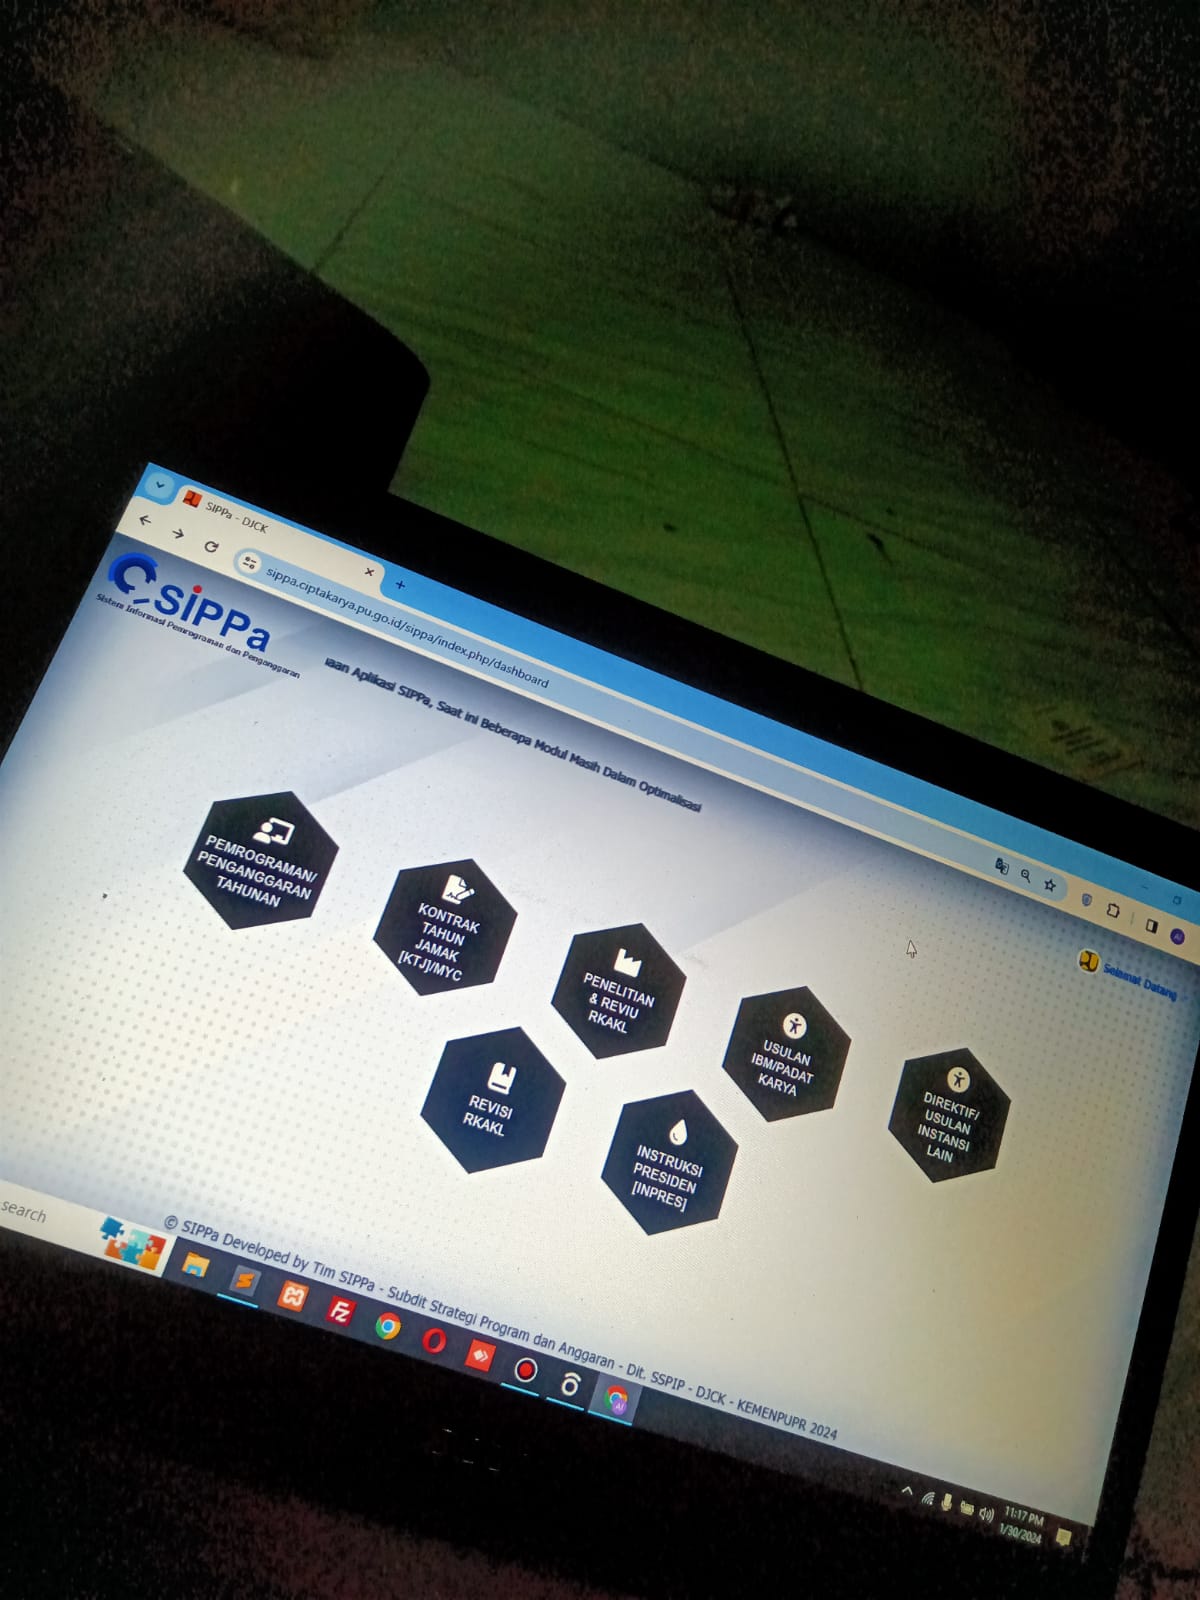 SIPPa - DJCK
sippa.ciptakarya.pu.go.id/sippa/index.php/dashboard
SiPPa
Sistem Informasi Pemrograman dan Penganggaran
Aplikasi SIPPa, Saat ini Beberapa Modul Masih Dalam Optimalisasi
Selamat Datang
PEMROGRAMAN/
PENGANGGARAN
TAHUNAN
KONTRAK
TAHUN
JAMAK
[KTJ]/MYC
PENELITIAN
& REVIU
RKAKL
USULAN
IBM/PADAT
KARYA
DIREKTIF/
USULAN
INSTANSI
LAIN
REVISI
RKAKL
INSTRUKSI
PRESIDEN
[INPRES]
© SIPPa Developed by Tim SIPPa - Subdit Strategi Program dan Anggaran - Dit. SSPIP - DJCK - KEMENPUPR 2024
search
Fz
AI
11:17 PM
1/30/2024